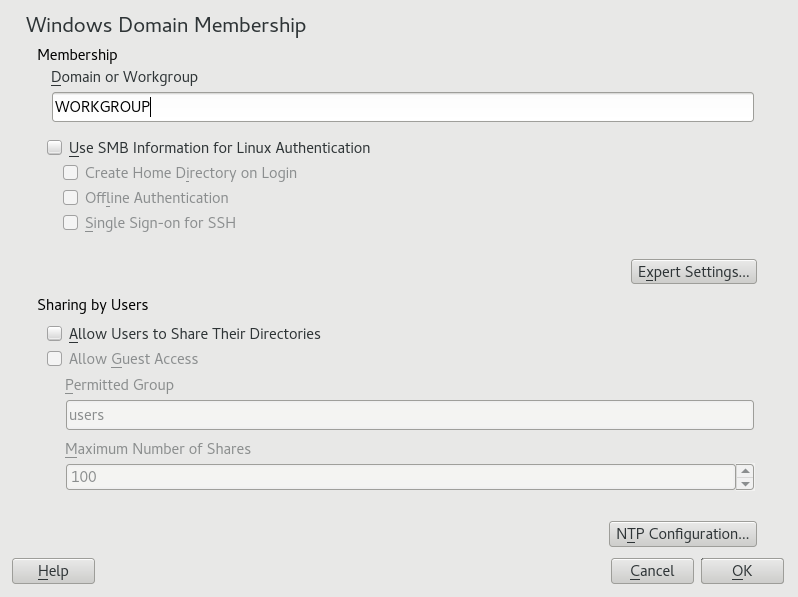 Windows Domain Membership
Membership
Domain or Workgroup
WORKGROUP
Use SMB Information for Linux Authentication
Create Home Directory on Login
Offline Authentication
Single Sign-on for SSH
Expert Settings...
Sharing by Users
Allow Users to Share Their Directories
Allow Guest Access
Permitted Group
users
Maximum Number of Shares
100
NTP Configuration...
Help Cancel OK